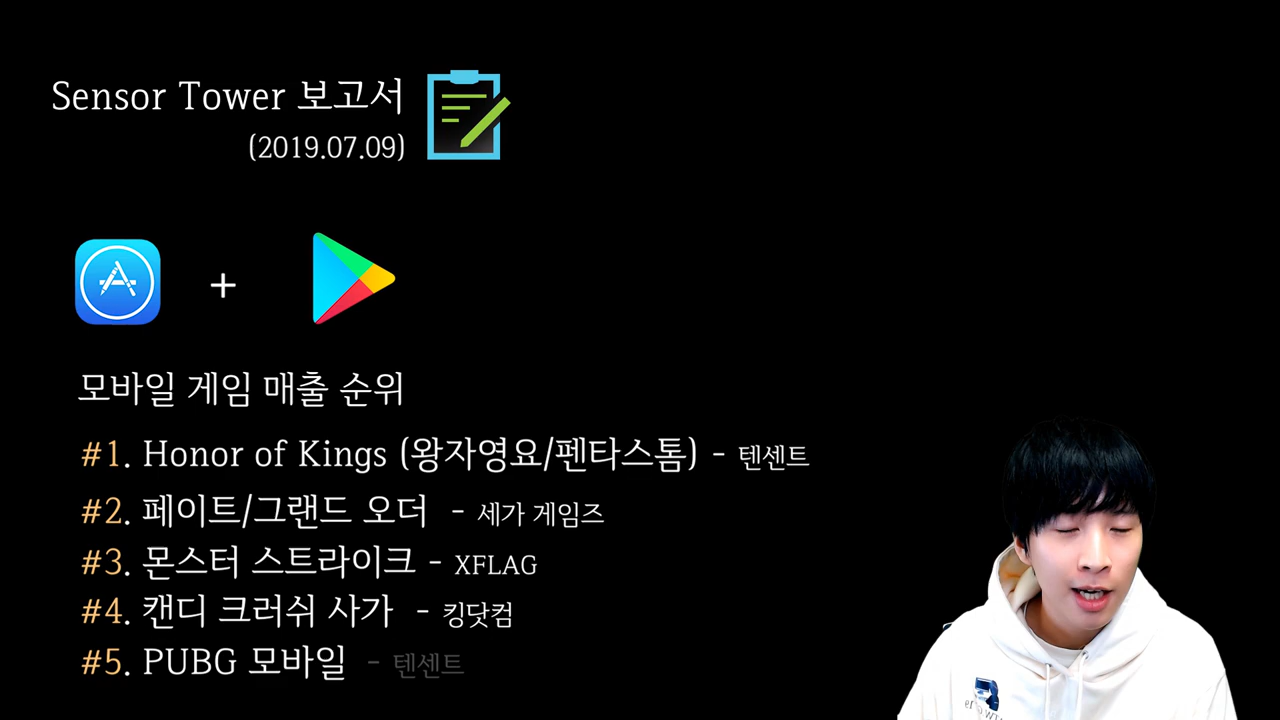 Sensor Tower 보고서
(2019.07.09)
+
모바일 게임 매출 순위
#1. Honor of Kings (왕자영요/펜타스톰) - 텐센트
#2. 페이트/그랜드 오더 - 세가 게임즈
#3. 몬스터 스트라이크 - XFLAG
#4. 캔디 크러쉬 사가 - 킹닷컴
#5. PUBG 모바일 - 텐센트